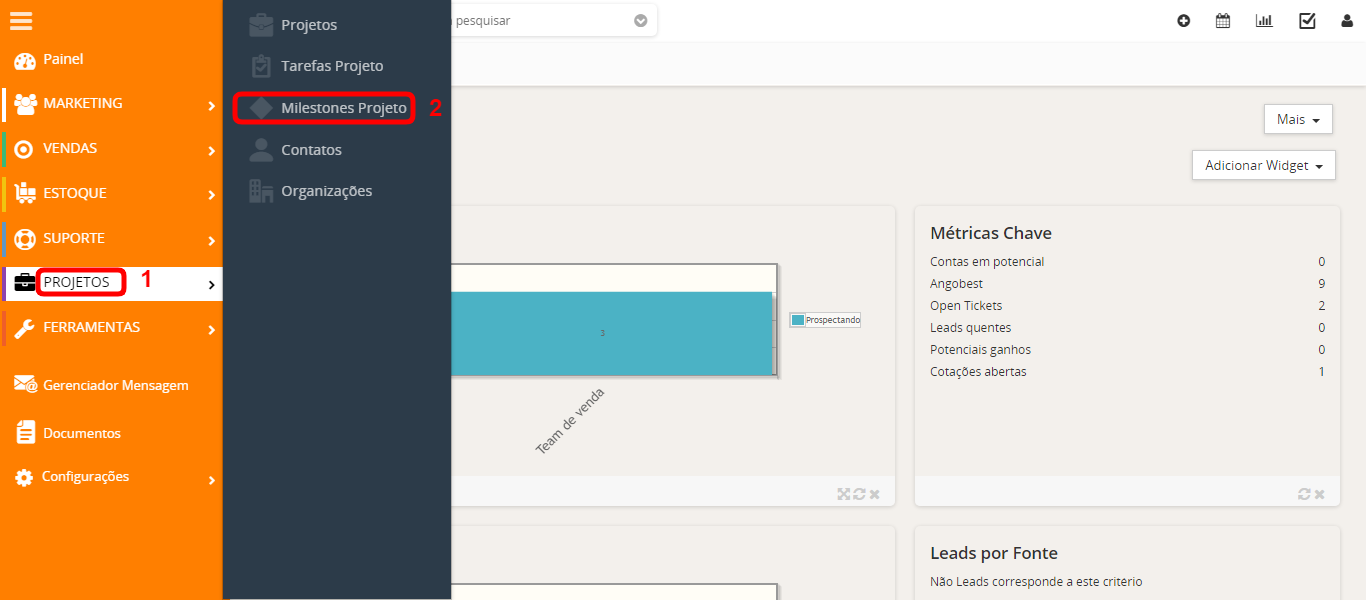 Painel
MARKETING
VENDAS
ESTOQUE
SUPORTE
PROJETOS
1
FERRAMENTAS
Gerenciador Mensagem
Documentos
Configurações
Projetos
Tarefas Projeto
Milestones Projeto
2
Contatos
Organizações
pesquisar
Mais
Adicionar Widget
3
Prospectando
Team de venda
Métricas Chave
Contas em potencial 0
Angobest 9
Open Tickets 2
Leads quentes 0
Potenciais ganhos 0
Cotações abertas 1
Leads por Fonte
Não Leads corresponde a este critério